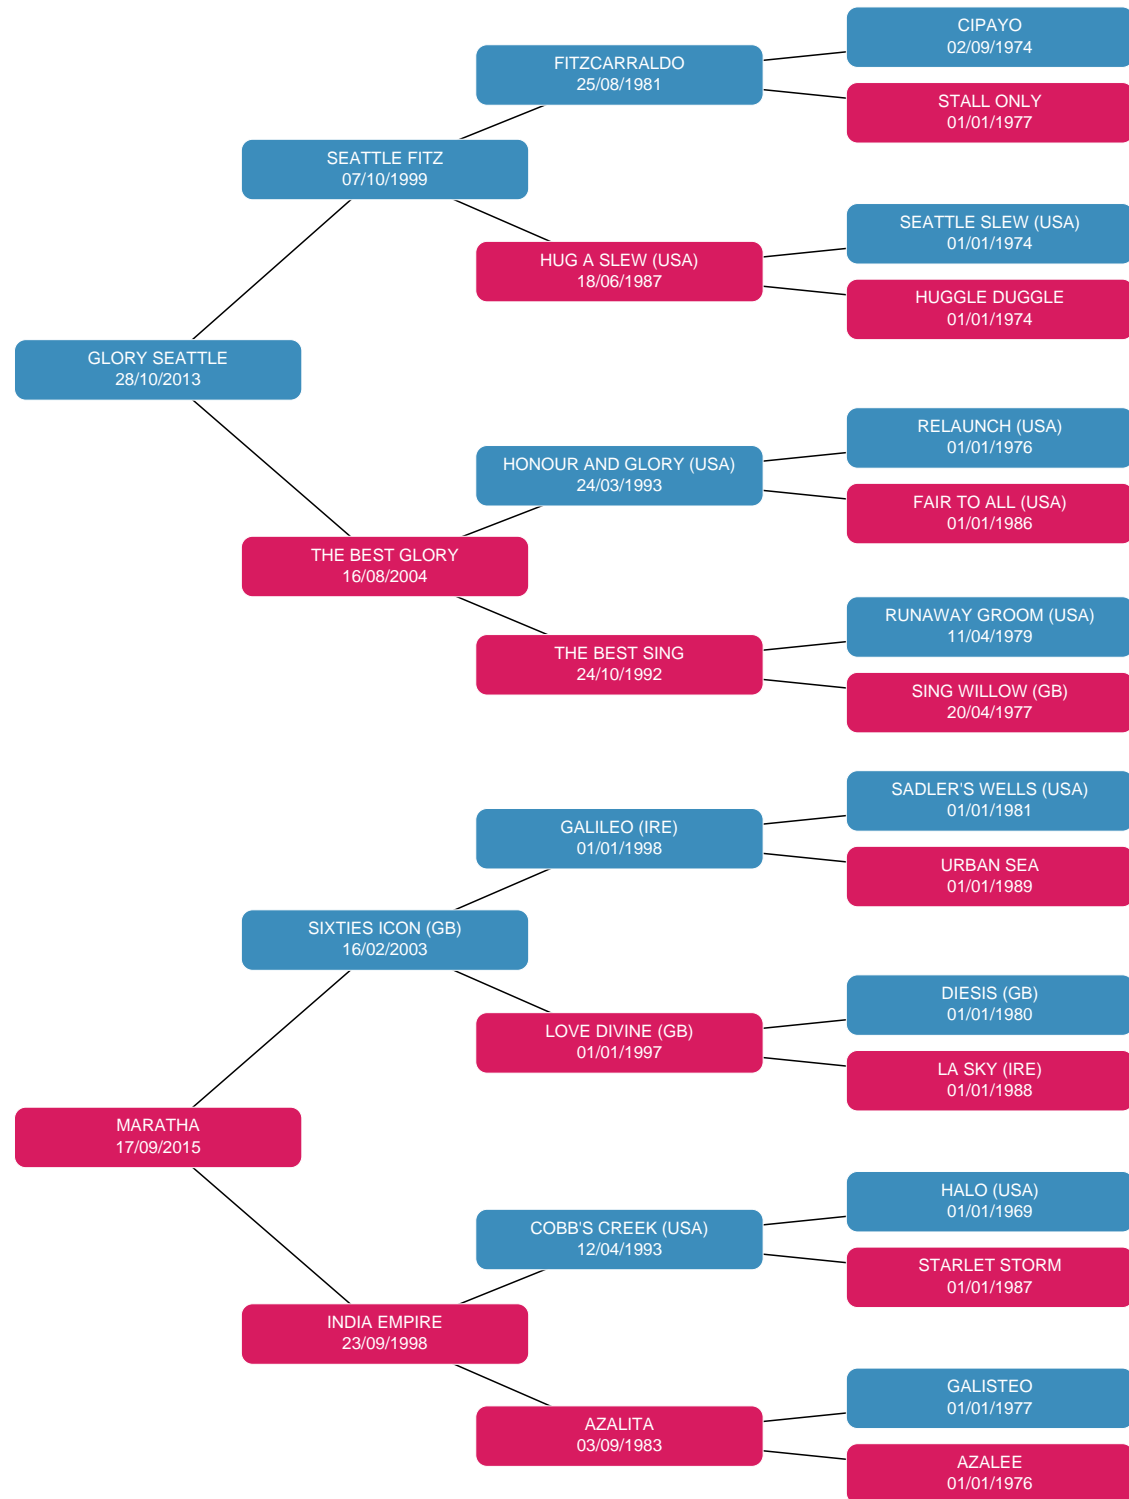 CIPAYO
02/09/1974
FITZCARRALDO
25/08/1981
STALL ONLY
01/01/1977
SEATTLE FITZ
07/10/1999
SEATTLE SLEW (USA)
01/01/1974
HUG A SLEW (USA)
18/06/1987
HUGGLE DUGGLE
01/01/1974
GLORY SEATTLE
28/10/2013
RELAUNCH (USA)
01/01/1976
HONOUR AND GLORY (USA)
24/03/1993
FAIR TO ALL (USA)
01/01/1986
THE BEST GLORY
16/08/2004
RUNAWAY GROOM (USA)
11/04/1979
THE BEST SING
24/10/1992
SING WILLOW (GB)
20/04/1977
SADLER'S WELLS (USA)
01/01/1981
GALILEO (IRE)
01/01/1998
URBAN SEA
01/01/1989
SIXTIES ICON (GB)
16/02/2003
DIESIS (GB)
01/01/1980
LOVE DIVINE (GB)
01/01/1997
LA SKY (IRE)
01/01/1988
MARATHA
17/09/2015
HALO (USA)
01/01/1969
COBB'S CREEK (USA)
12/04/1993
STARLET STORM
01/01/1987
INDIA EMPIRE
23/09/1998
GALISTEO
01/01/1977
AZALITA
03/09/1983
AZALEE
01/01/1976